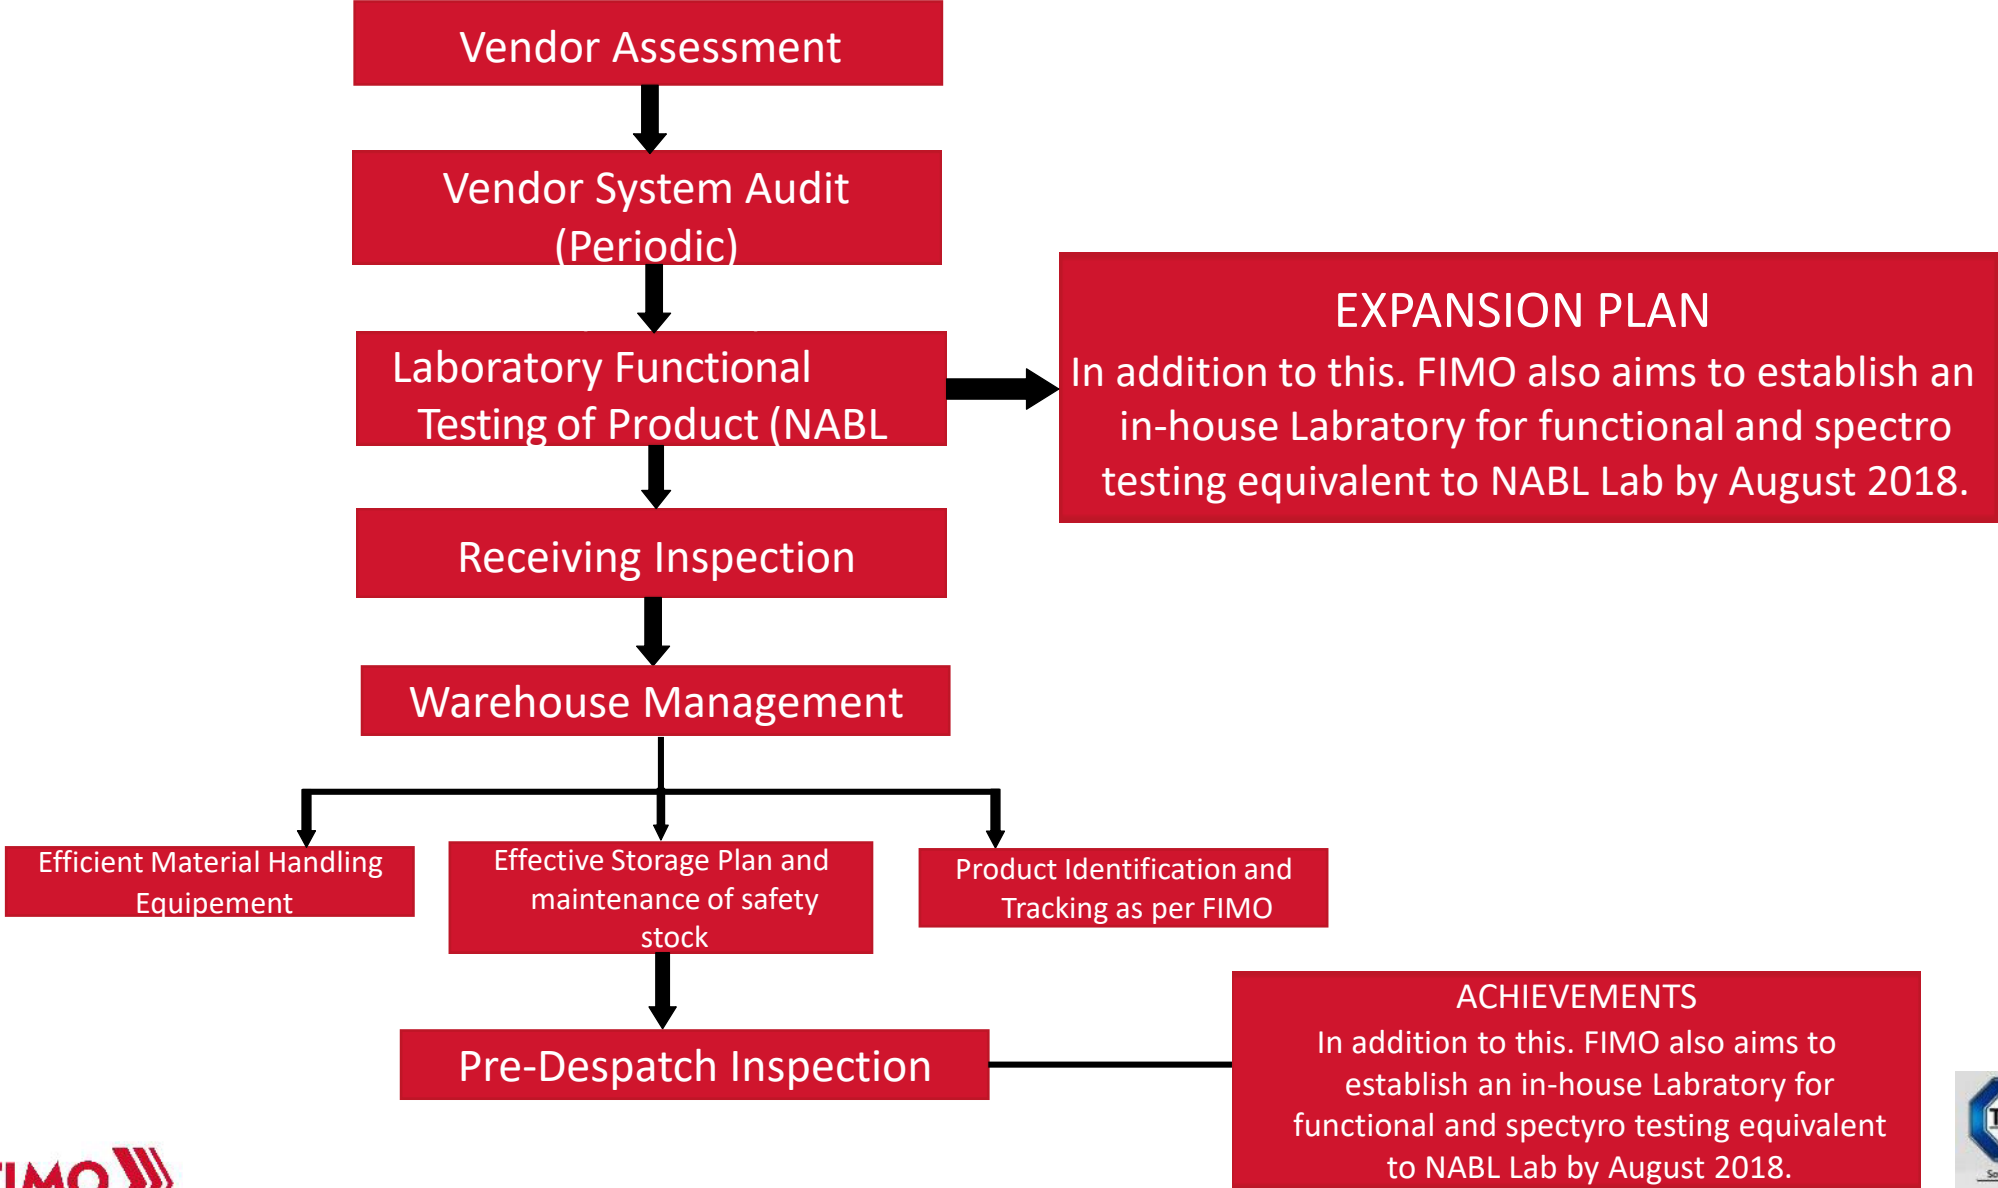 Vendor Assessment
Vendor System Audit
(Periodic)
Laboratory Functional
Testing of Product (NABL
EXPANSION PLAN
In addition to this. FIMO also aims to establish an
in-house Labratory for functional and spectro
testing equivalent to NABL Lab by August 2018.
Receiving Inspection
Warehouse Management
Efficient Material Handling
Equipement
Effective Storage Plan and
maintenance of safety
stock
Product Identification and
Tracking as per FIMO
Pre-Despatch Inspection
ACHIEVEMENTS
In addition to this. FIMO also aims to
establish an in-house Labratory for
functional and spectyro testing equivalent
to NABL Lab by August 2018.
FIMO